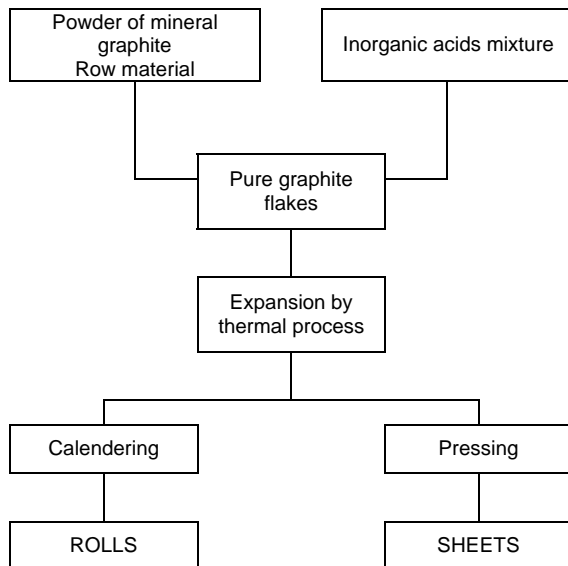 Powder of mineral
graphite
Row material
Inorganic acids mixture
Pure graphite
flakes
Expansion by
thermal process
Calendering
Pressing
ROLLS
SHEETS